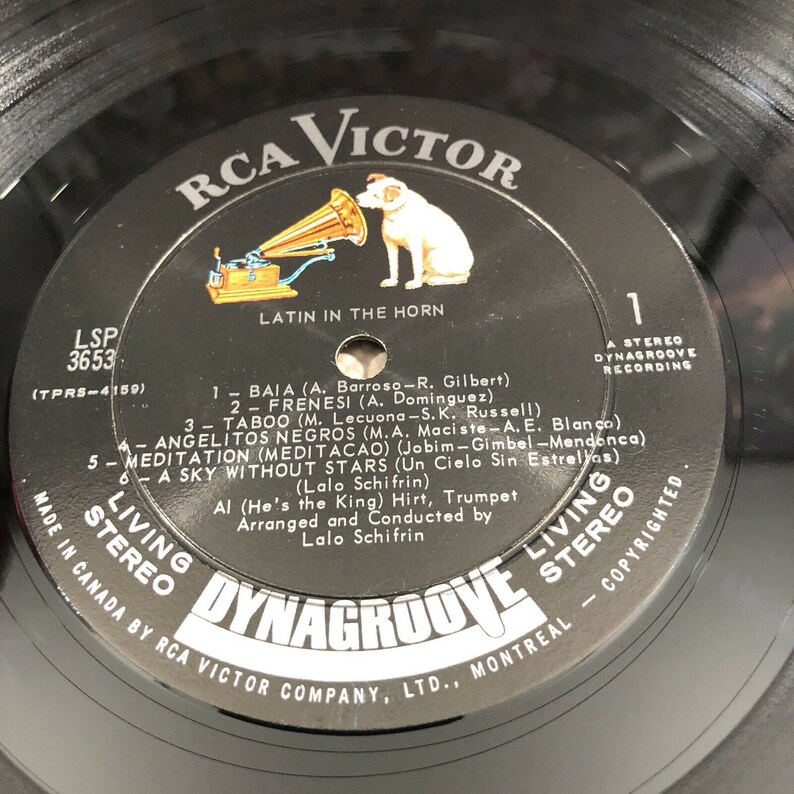 RCA VICTOR
LATIN IN THE HORN
LSP
3653
(TPRS-4159)
1
A STEREO
DYNAGROOVE
RECORDING
1 – BAIA (A. Barroso–R. Gilbert)
2 – FRENESI (A. Dominguez)
3 – TABOO (M. Lecuona–S.K. Russell)
4 – ANGELITOS NEGROS (M.A. Maciste–A.E. Blanco)
5 – MEDITATION (MEDITACAO) (Jobim–Gimbel–Mendonca)
6 – A SKY WITHOUT STARS (Un Cielo Sin Estrellas)
(Lalo Schifrin)
Al (He's the King) Hirt, Trumpet
Arranged and Conducted by
Lalo Schifrin
LIVING
STEREO
DYNAGROOVE
LIVING
STEREO
MADE IN CANADA BY RCA VICTOR COMPANY, LTD., MONTREAL – COPYRIGHTED.